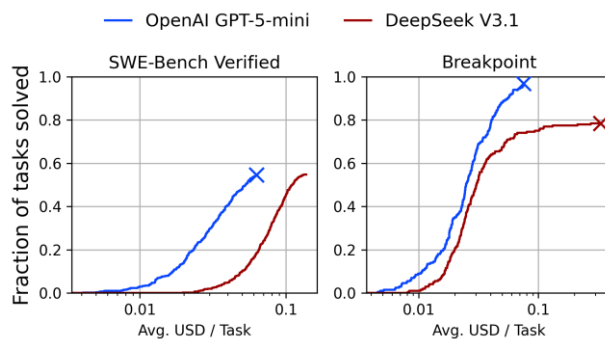 OpenAI GPT-5-mini DeepSeek V3.1
SWE-Bench Verified Breakpoint
Fraction of tasks solved
1.0 1.0
0.8 0.8
0.6 0.6
0.4 0.4
0.2 0.2
0.0 0.0
0.01 0.1 0.01 0.1
Avg. USD / Task Avg. USD / Task